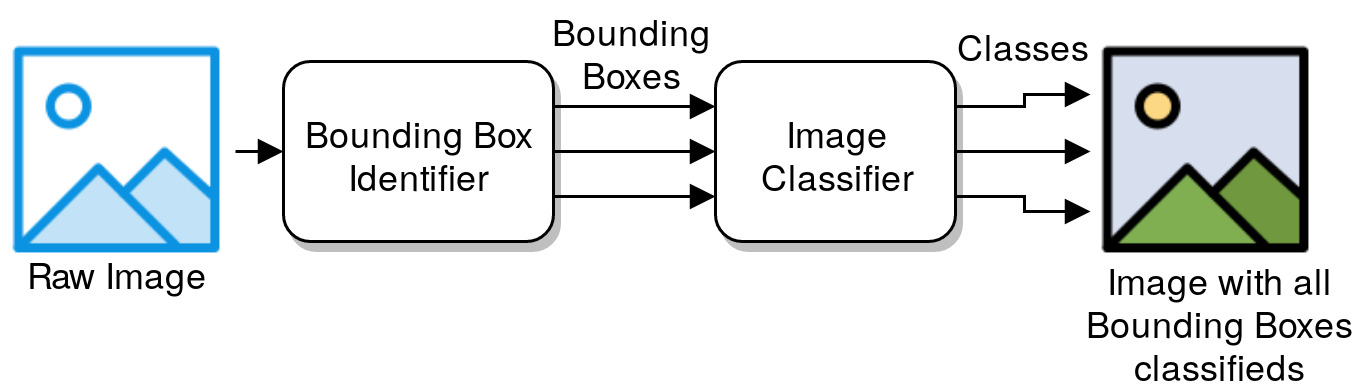 Raw Image
Bounding Box
Identifier
Bounding
Boxes
Image
Classifier
Classes
Image with all
Bounding Boxes
classifieds